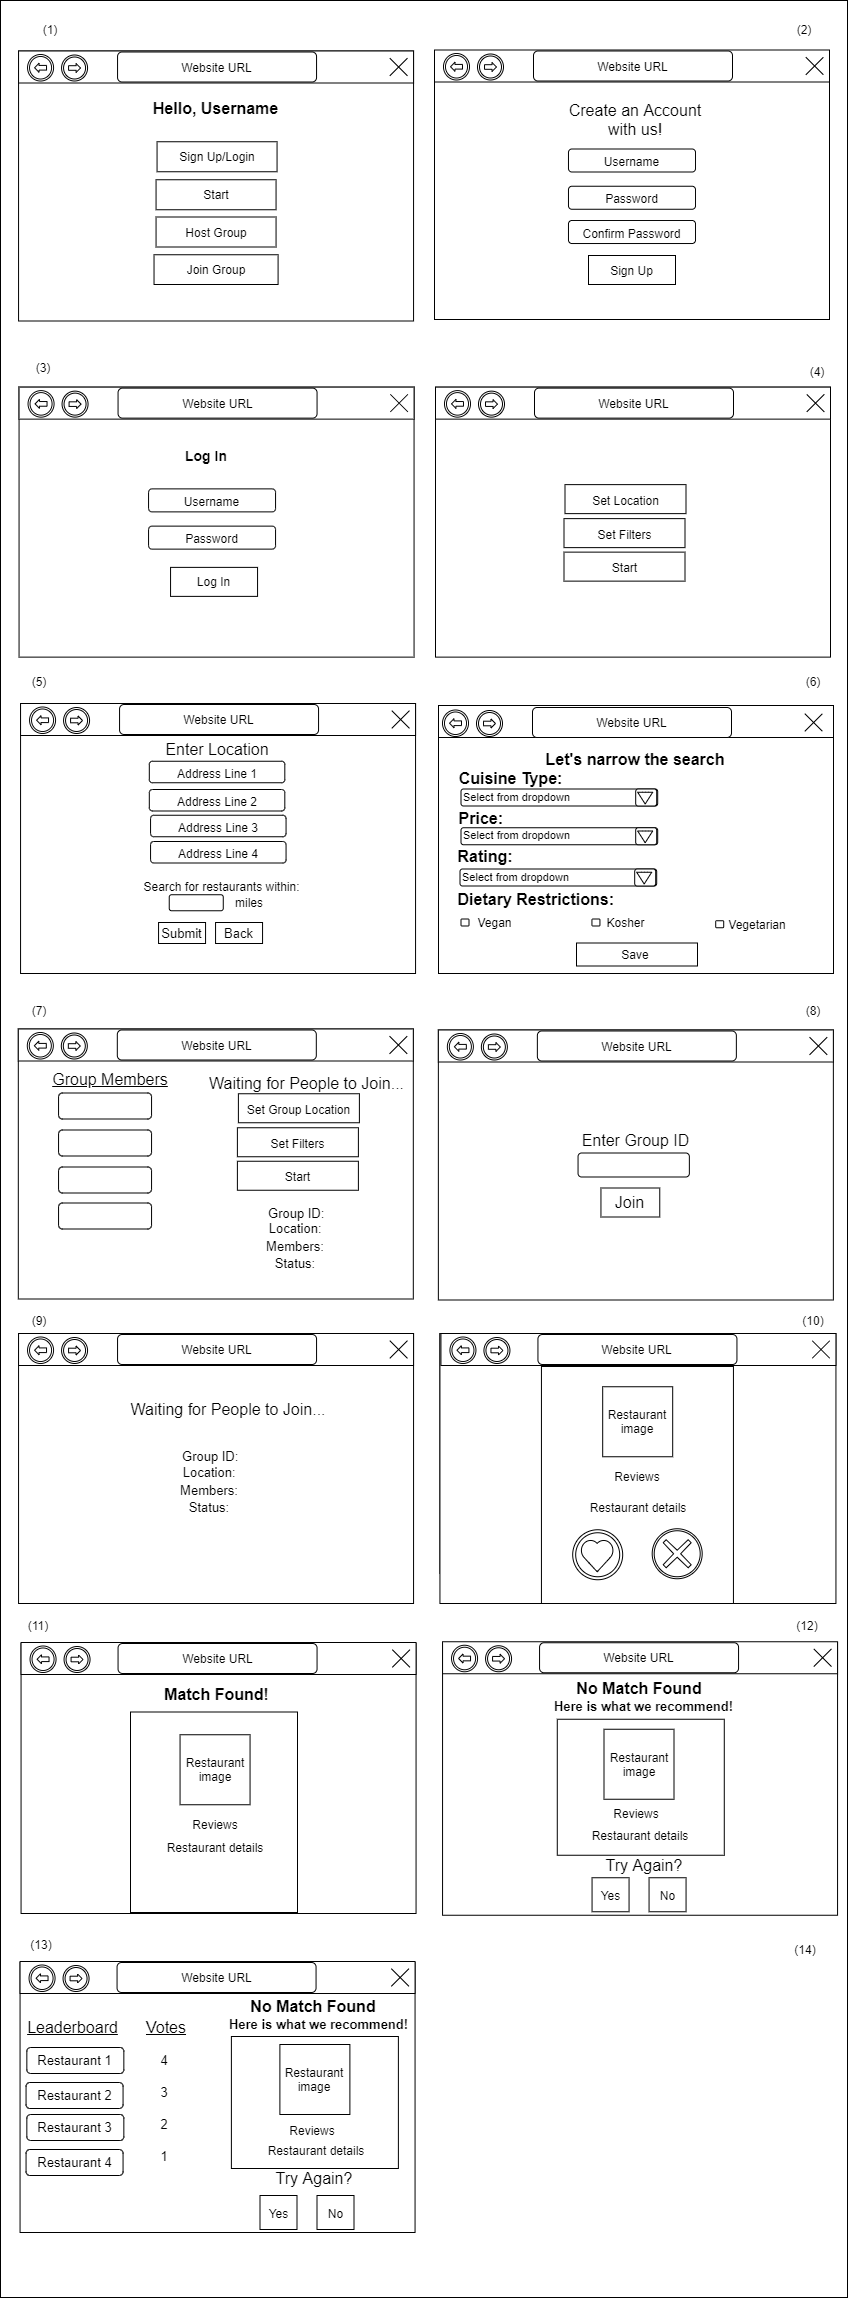 (1)
Website URL
Hello, Username
Sign Up/Login
Start
Host Group
Join Group
(2)
Website URL
Create an Account
with us!
Username
Password
Confirm Password
Sign Up
(3)
Website URL
Log In
Username
Password
Log In
(4)
Website URL
Set Location
Set Filters
Start
(5)
Website URL
Enter Location
Address Line 1
Address Line 2
Address Line 3
Address Line 4
Search for restaurants within:
miles
Submit
Back
(6)
Website URL
Let's narrow the search
Cuisine Type:
Select from dropdown
Price:
Select from dropdown
Rating:
Select from dropdown
Dietary Restrictions:
Vegan
Kosher
Vegetarian
Save
(7)
Website URL
Group Members
Waiting for People to Join...
Set Group Location
Set Filters
Start
Group ID:
Location:
Members:
Status:
(8)
Website URL
Enter Group ID
Join
(9)
Website URL
Waiting for People to Join...
Group ID:
Location:
Members:
Status:
(10)
Website URL
Restaurant
image
Reviews
Restaurant details
(11)
Website URL
Match Found!
Restaurant
image
Reviews
Restaurant details
(12)
Website URL
No Match Found
Here is what we recommend!
Restaurant
image
Reviews
Restaurant details
Try Again?
Yes
No
(13)
Website URL
Leaderboard
Votes
Restaurant 1
4
Restaurant 2
3
Restaurant 3
2
Restaurant 4
1
No Match Found
Here is what we recommend!
Restaurant
image
Reviews
Restaurant details
Try Again?
Yes
No
(14)